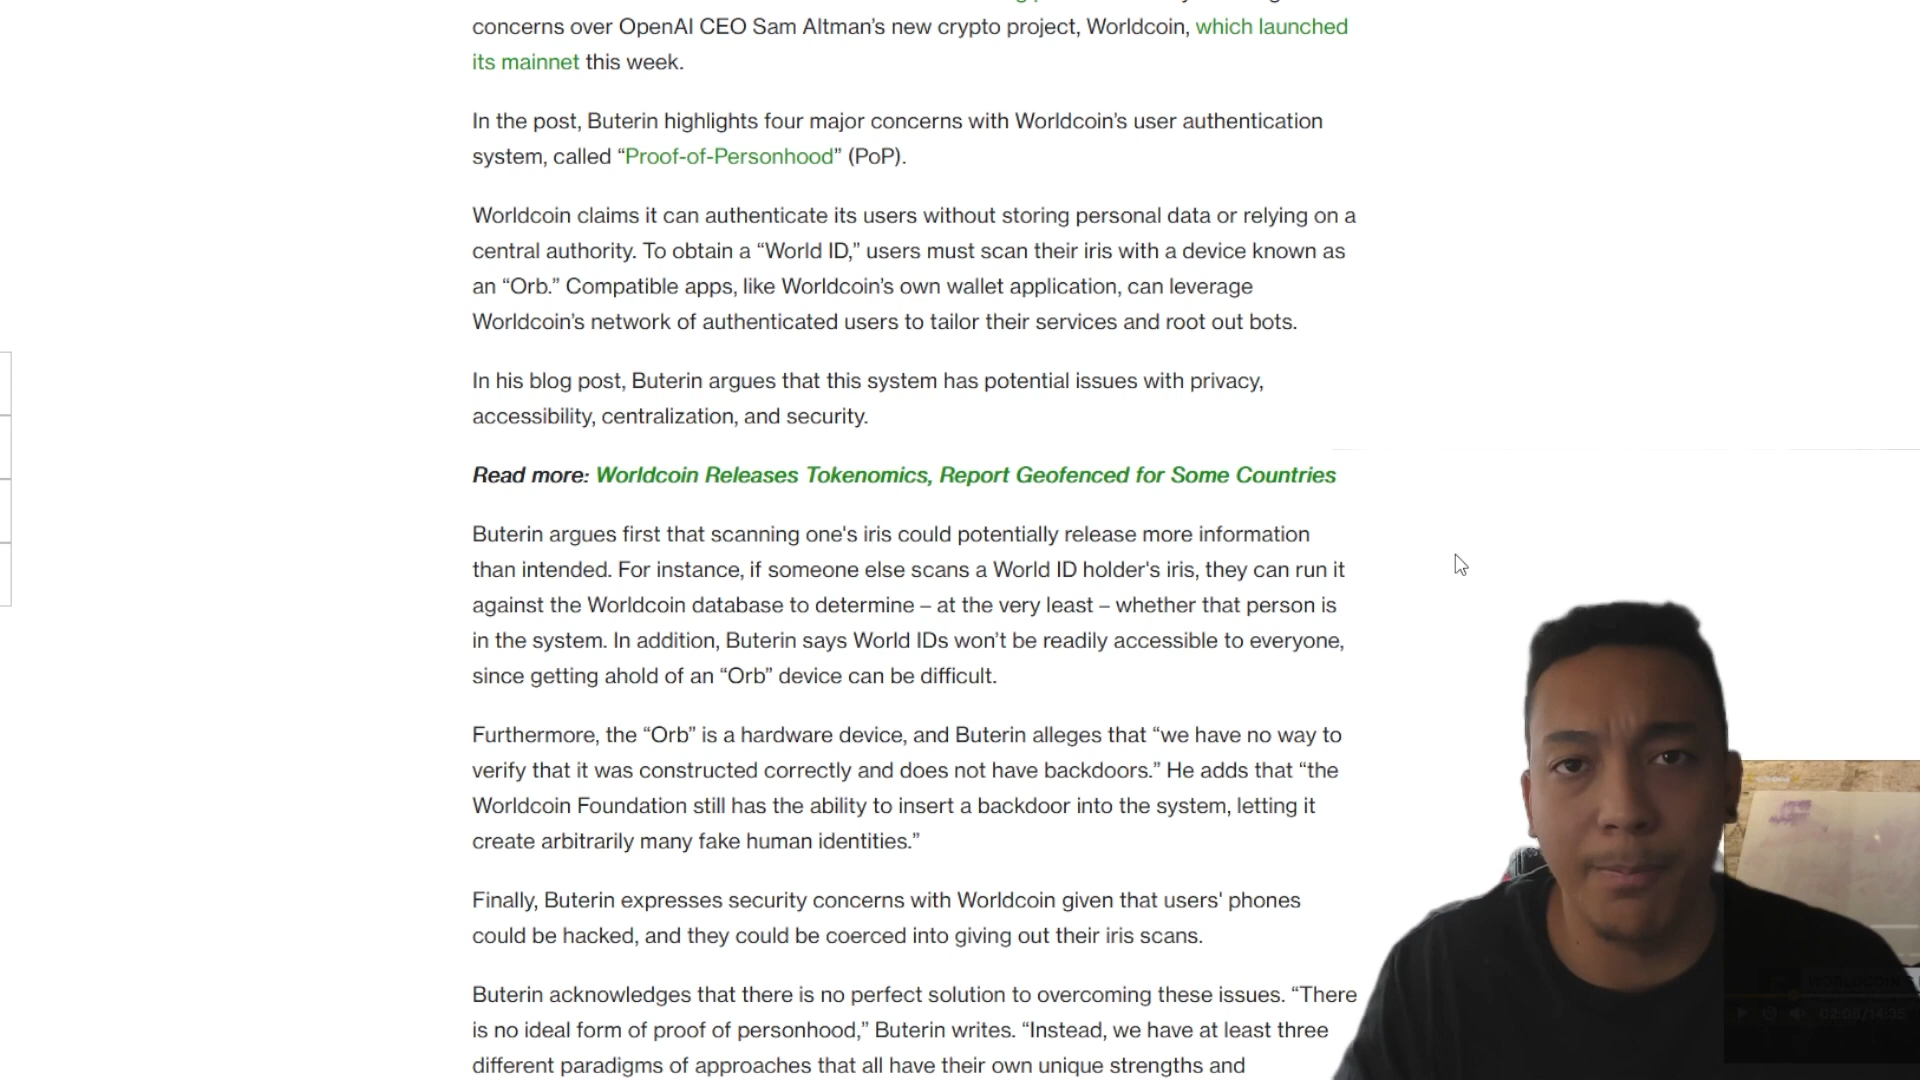 concerns over OpenAI CEO Sam Altman’s new crypto project, Worldcoin, which launched
its mainnet this week.
In the post, Buterin highlights four major concerns with Worldcoin’s user authentication
system, called “Proof-of-Personhood” (PoP).
Worldcoin claims it can authenticate its users without storing personal data or relying on a
central authority. To obtain a “World ID,” users must scan their iris with a device known as
an “Orb.” Compatible apps, like Worldcoin’s own wallet application, can leverage
Worldcoin’s network of authenticated users to tailor their services and root out bots.
In his blog post, Buterin argues that this system has potential issues with privacy,
accessibility, centralization, and security.
Read more: Worldcoin Releases Tokenomics, Report Geofenced for Some Countries
Buterin argues first that scanning one's iris could potentially release more information
than intended. For instance, if someone else scans a World ID holder's iris, they can run it
against the Worldcoin database to determine – at the very least – whether that person is
in the system. In addition, Buterin says World IDs won’t be readily accessible to everyone,
since getting ahold of an “Orb” device can be difficult.
Furthermore, the “Orb” is a hardware device, and Buterin alleges that “we have no way to
verify that it was constructed correctly and does not have backdoors.” He adds that “the
Worldcoin Foundation still has the ability to insert a backdoor into the system, letting it
create arbitrarily many fake human identities.”
Finally, Buterin expresses security concerns with Worldcoin given that users' phones
could be hacked, and they could be coerced into giving out their iris scans.
Buterin acknowledges that there is no perfect solution to overcoming these issues. “There
is no ideal form of proof of personhood,” Buterin writes. “Instead, we have at least three
different paradigms of approaches that all have their own unique strengths and